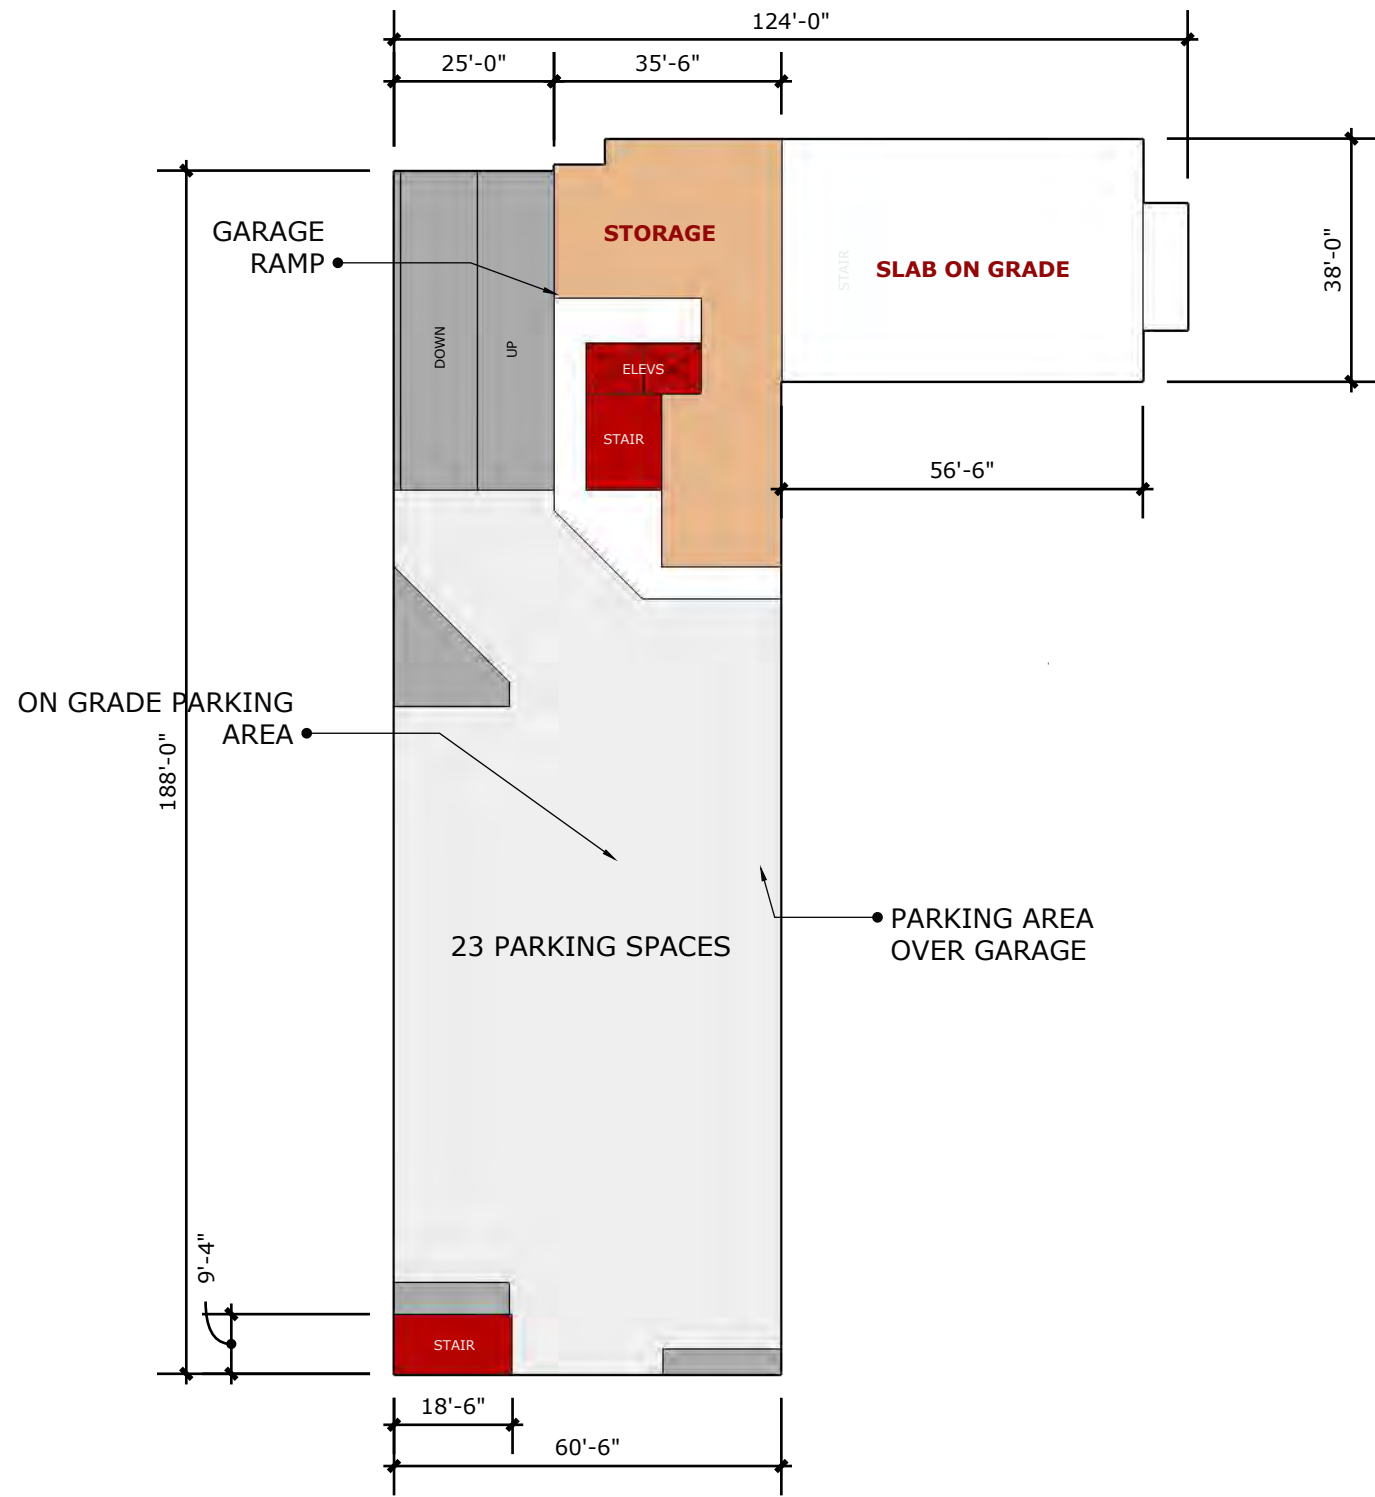 124'-0"
25'-0"
35'-6"
GARAGE
RAMP
STORAGE
STAIR
SLAB ON GRADE
38'-0"
DOWN
UP
ELEVS
STAIR
56'-6"
ON GRADE PARKING
AREA
188'-0"
23 PARKING SPACES
PARKING AREA
OVER GARAGE
9'-4"
STAIR
18'-6"
60'-6"